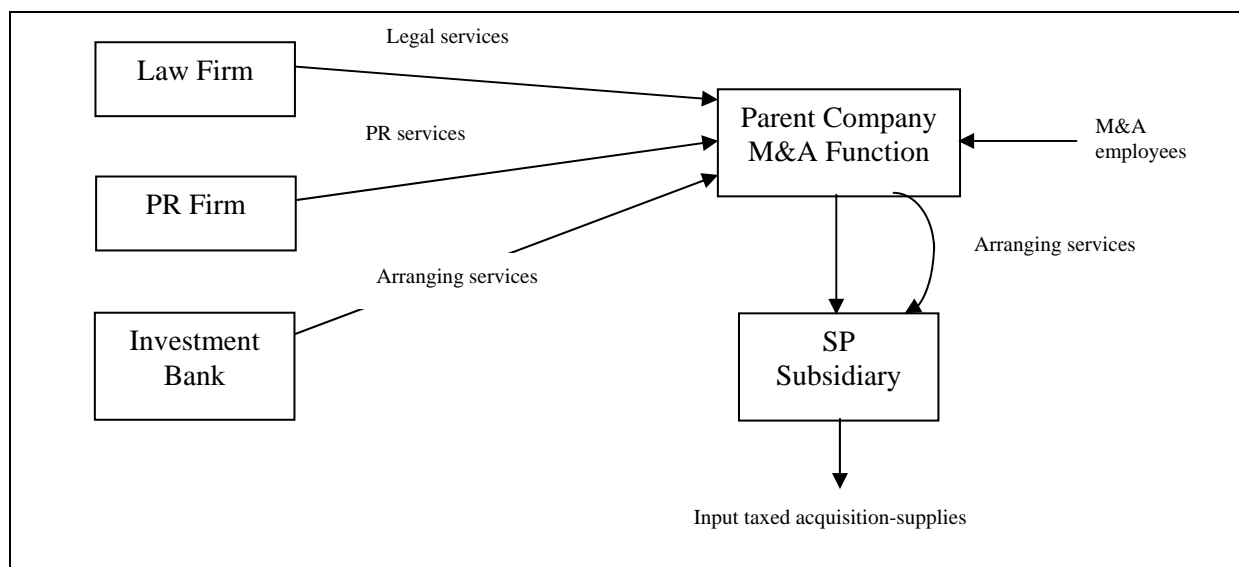 Legal services
Law Firm
Parent Company
M&A Function
M&A
employees
PR services
PR Firm
Arranging services
Arranging services
Investment
Bank
SP
Subsidiary
Input taxed acquisition-supplies